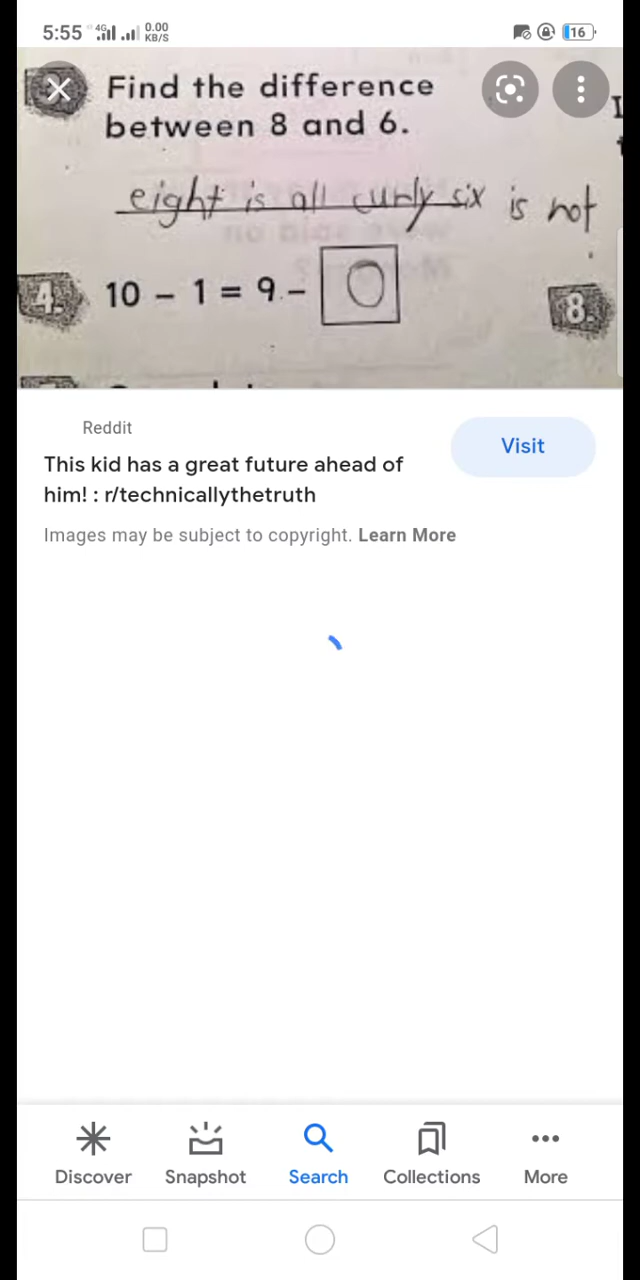 5:55 4G 0.00 KB/S 16
Find the difference
between 8 and 6.
eight is all curly six is not
4. 10 - 1 = 9 - 0
8.
Reddit
This kid has a great future ahead of
him! : r/technicallythetruth
Visit
Images may be subject to copyright. Learn More
Discover Snapshot Search Collections More